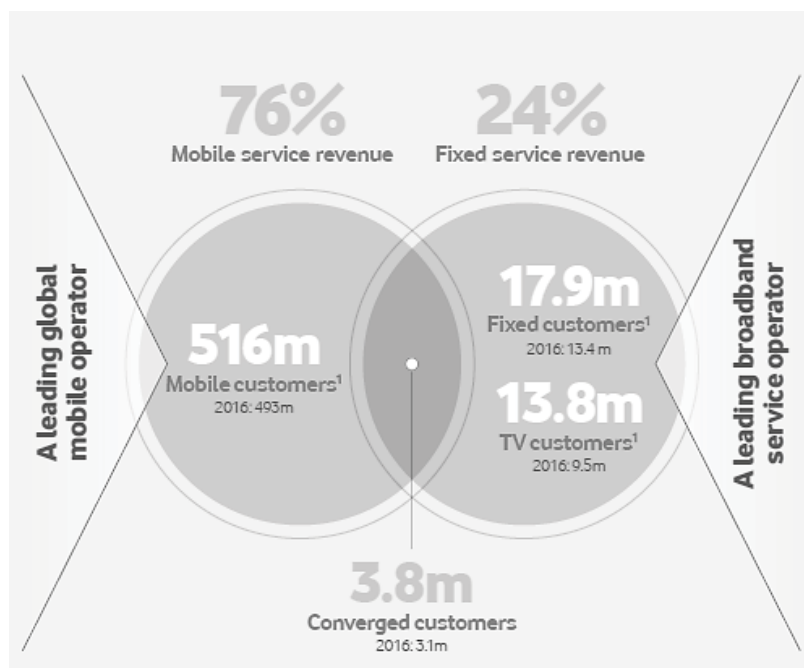 76%
Mobile service revenue
24%
Fixed service revenue
A leading global
mobile operator
516m
Mobile customers¹
2016: 493m
17.9m
Fixed customers¹
2016: 13.4 m
13.8m
TV customers¹
2016: 9.5m
A leading broadband
service operator
3.8m
Converged customers
2016: 3.1m